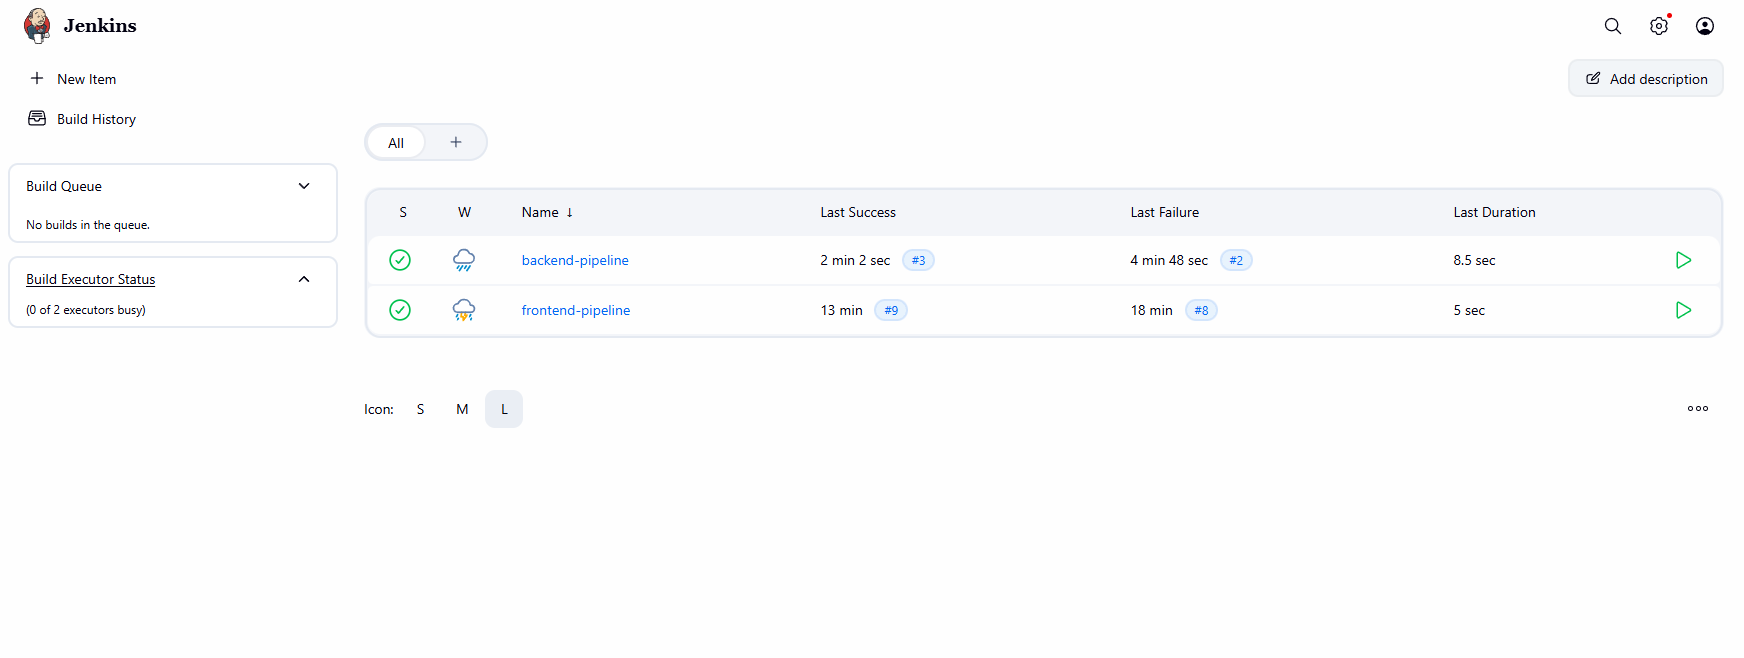 Jenkins
New Item
Add description
Build History
All
Build Queue
No builds in the queue.
Build Executor Status
(0 of 2 executors busy)
S W Name ↓ Last Success Last Failure Last Duration
backend-pipeline 2 min 2 sec #3 4 min 48 sec #2 8.5 sec
frontend-pipeline 13 min #9 18 min #8 5 sec
Icon: S M L